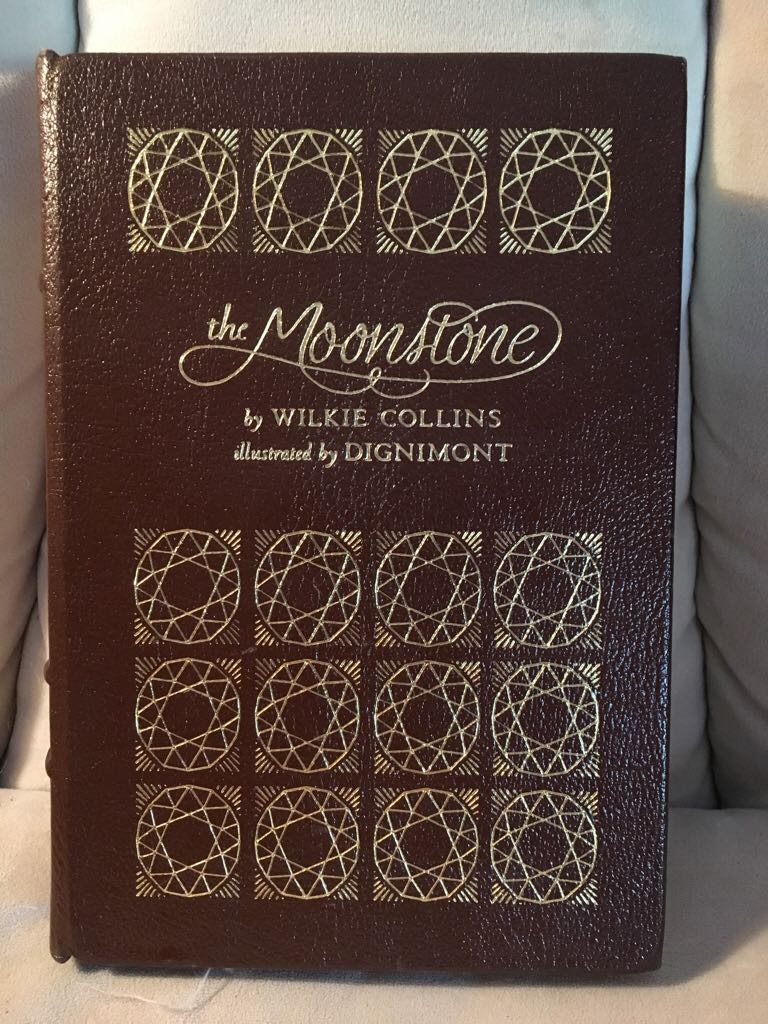 the Moonstone
by WILKIE COLLINS
illustrated by DIGNIMONT